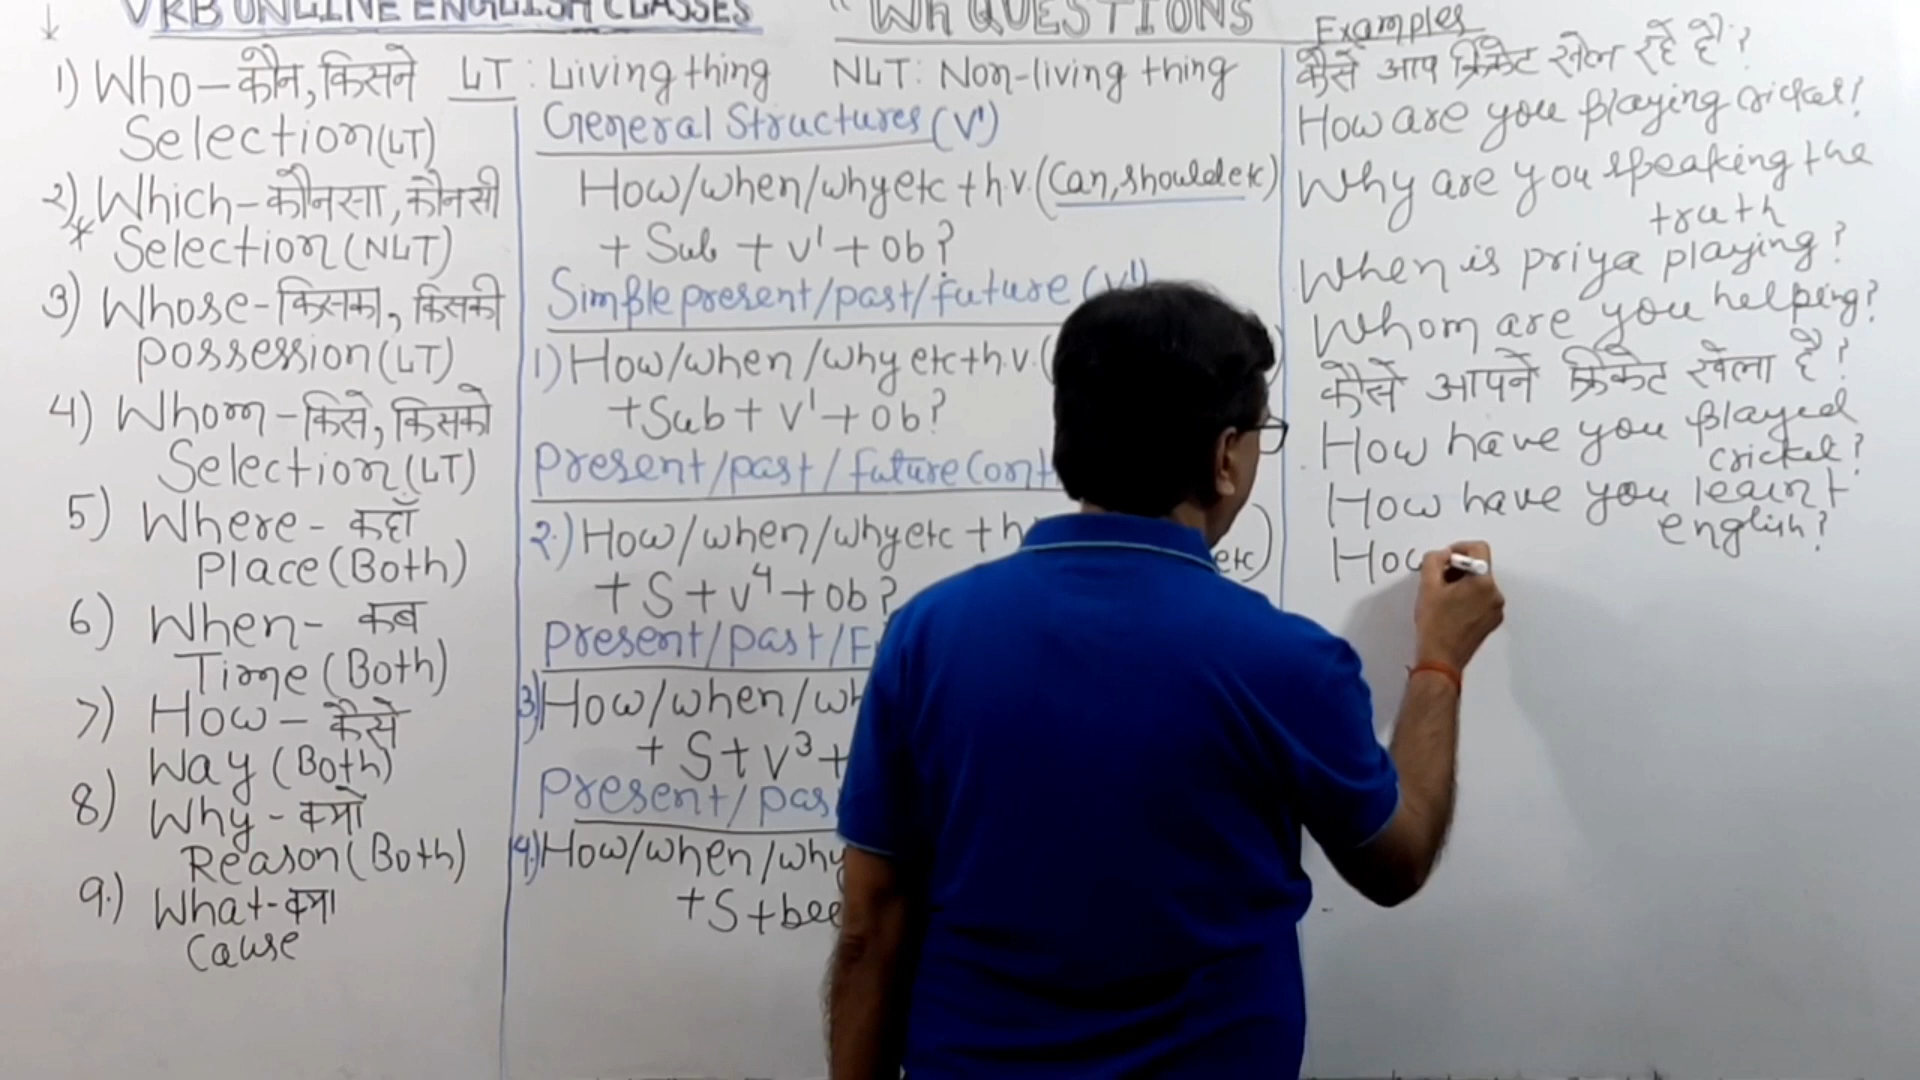 VRB ONLINE ENGLISH CLASSES
"Wh QUESTIONS
1) Who – कौन, किसने
Selection (LT)
2) Which – कौनसा, कौनसी
* Selection (NLT)
3) Whose – किसका, किसकी
Possession (LT)
4) Whom – किसे, किसको
Selection (LT)
5) Where – कहाँ
Place (Both)
6) When – कब
Time (Both)
7) How – कैसे
Way (Both)
8) Why – क्यों
Reason (Both)
9.) What – क्या
Cause
LT : Living thing NLT: Non-living thing
General Structures (V¹)
How/when/why etc + h.v. (Can, should etc)
+ Sub + v¹ + ob?
Simple present/past/future (V¹)
1) How/when/why etc + h.v. (
+ Sub + v¹ + ob?
Present/past/future Cont
2.) How/when/why etc + h
etc)
+ S + v⁴ + ob?
Present/past/F
3) How/when/wh
+ S + v³ +
Present/pas
4.) How/when/why
+ S + bee
Examples
कैसे आप क्रिकेट खेल रहे हो?
How are you playing cricket?
Why are you speaking the
truth
When is priya playing?
Whom are you helping?
कैसे आपने क्रिकेट खेला है?
How have you played
cricket?
How have you learnt
english?
How